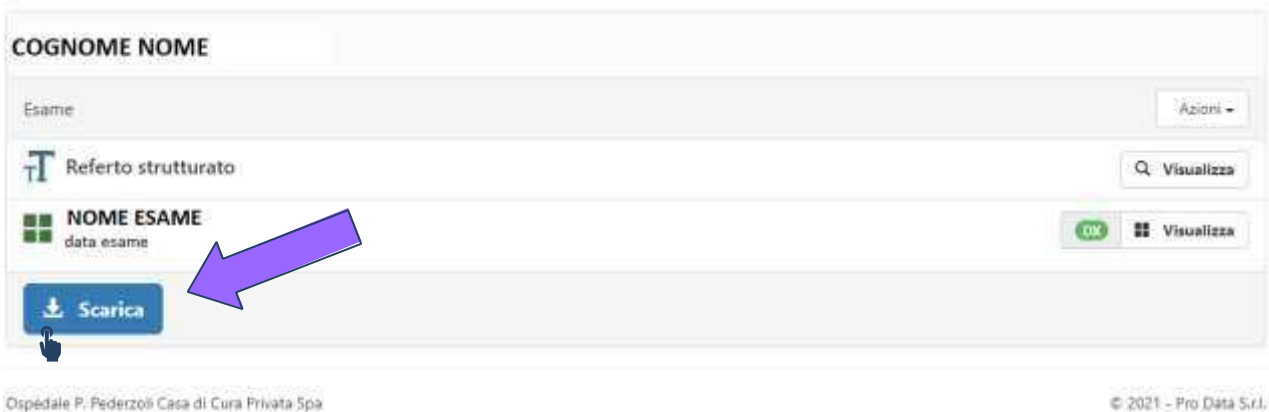 COGNOME NOME
Esame
Azioni
Referto strutturato
Visualizza
NOME ESAME
data esame
DX
Visualizza
Scarica
Ospedale P. Pederzoli Casa di Cura Privata Spa
© 2021 - Pro Data S.r.l.